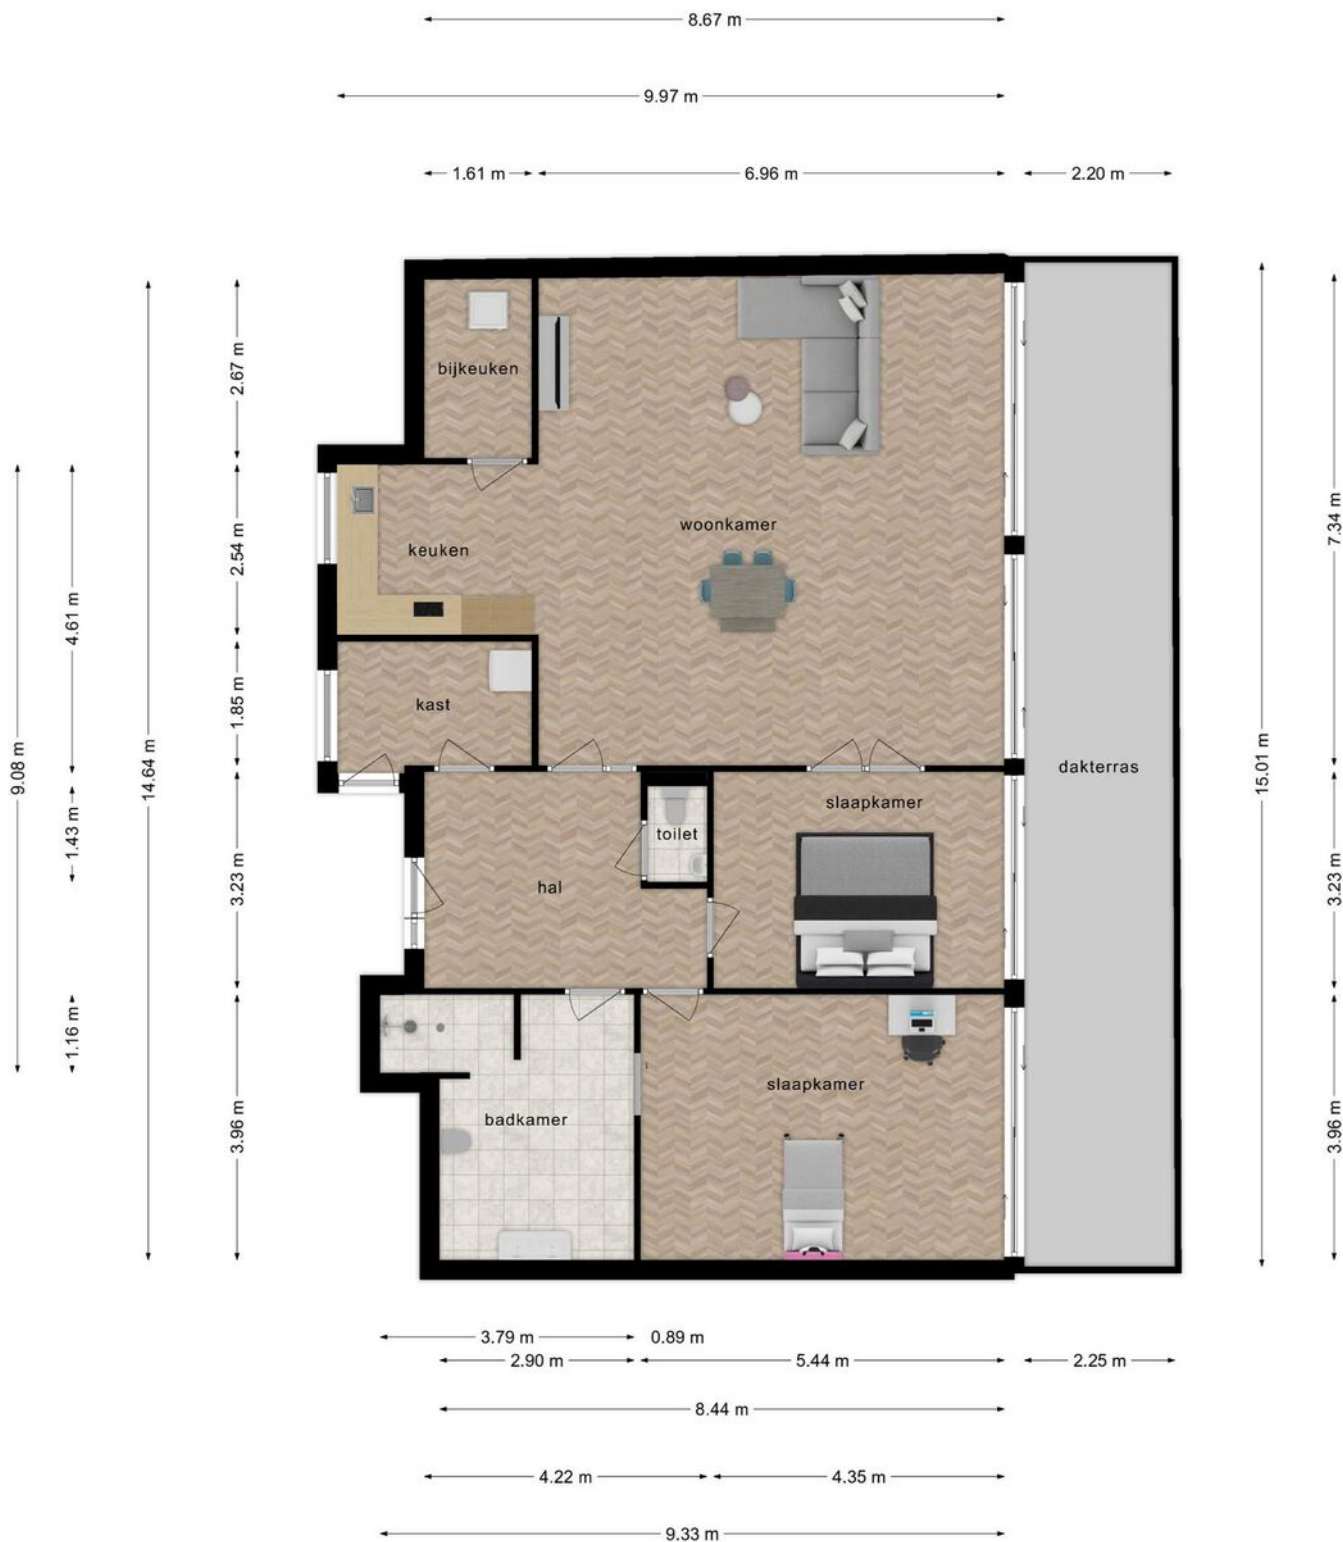 8.67 m
9.97 m
1.61 m
6.96 m
2.20 m
2.67 m
bijkeuken
7.34 m
woonkamer
2.54 m
keuken
4.61 m
1.85 m
kast
9.08 m
14.64 m
15.01 m
dakterras
1.43 m
slaapkamer
toilet
3.23 m
hal
3.23 m
1.16 m
slaapkamer
3.96 m
badkamer
3.96 m
3.79 m
0.89 m
2.90 m
5.44 m
2.25 m
8.44 m
4.22 m
4.35 m
9.33 m